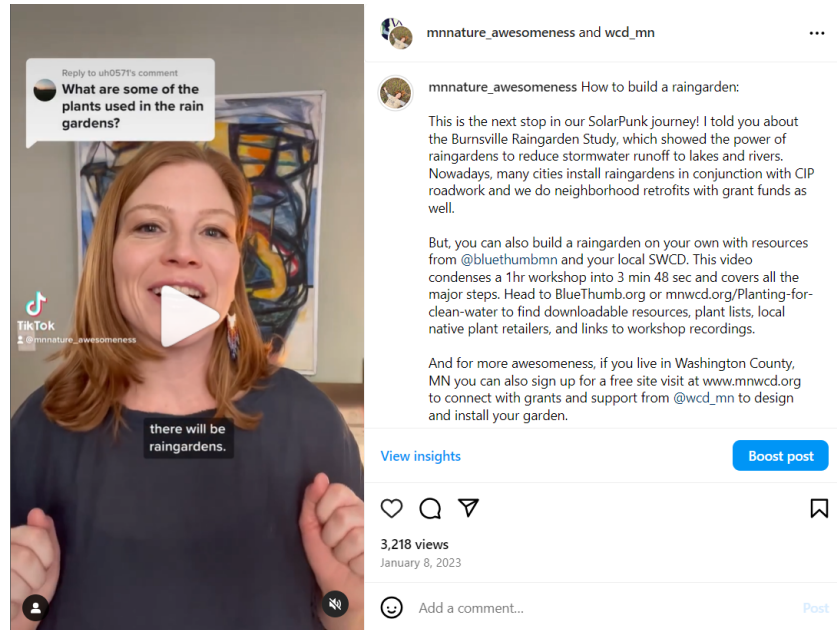 Reply to uh0571's comment
What are some of the
plants used in the rain
gardens?
TikTok
@mnnature_awesomeness
there will be
raingardens.
mnnature_awesomeness and wcd_mn
mnnature_awesomeness How to build a raingarden:
This is the next stop in our SolarPunk journey! I told you about
the Burnsville Raingarden Study, which showed the power of
raingardens to reduce stormwater runoff to lakes and rivers.
Nowadays, many cities install raingardens in conjunction with CIP
roadwork and we do neighborhood retrofits with grant funds as
well.
But, you can also build a raingarden on your own with resources
from @bluethumbmn and your local SWCD. This video
condenses a 1hr workshop into 3 min 48 sec and covers all the
major steps. Head to BlueThumb.org or mnwcd.org/Planting-for-
clean-water to find downloadable resources, plant lists, local
native plant retailers, and links to workshop recordings.
And for more awesomeness, if you live in Washington County,
MN you can also sign up for a free site visit at www.mnwcd.org
to connect with grants and support from @wcd_mn to design
and install your garden.
View insights
Boost post
3,218 views
January 8, 2023
Add a comment...
Post